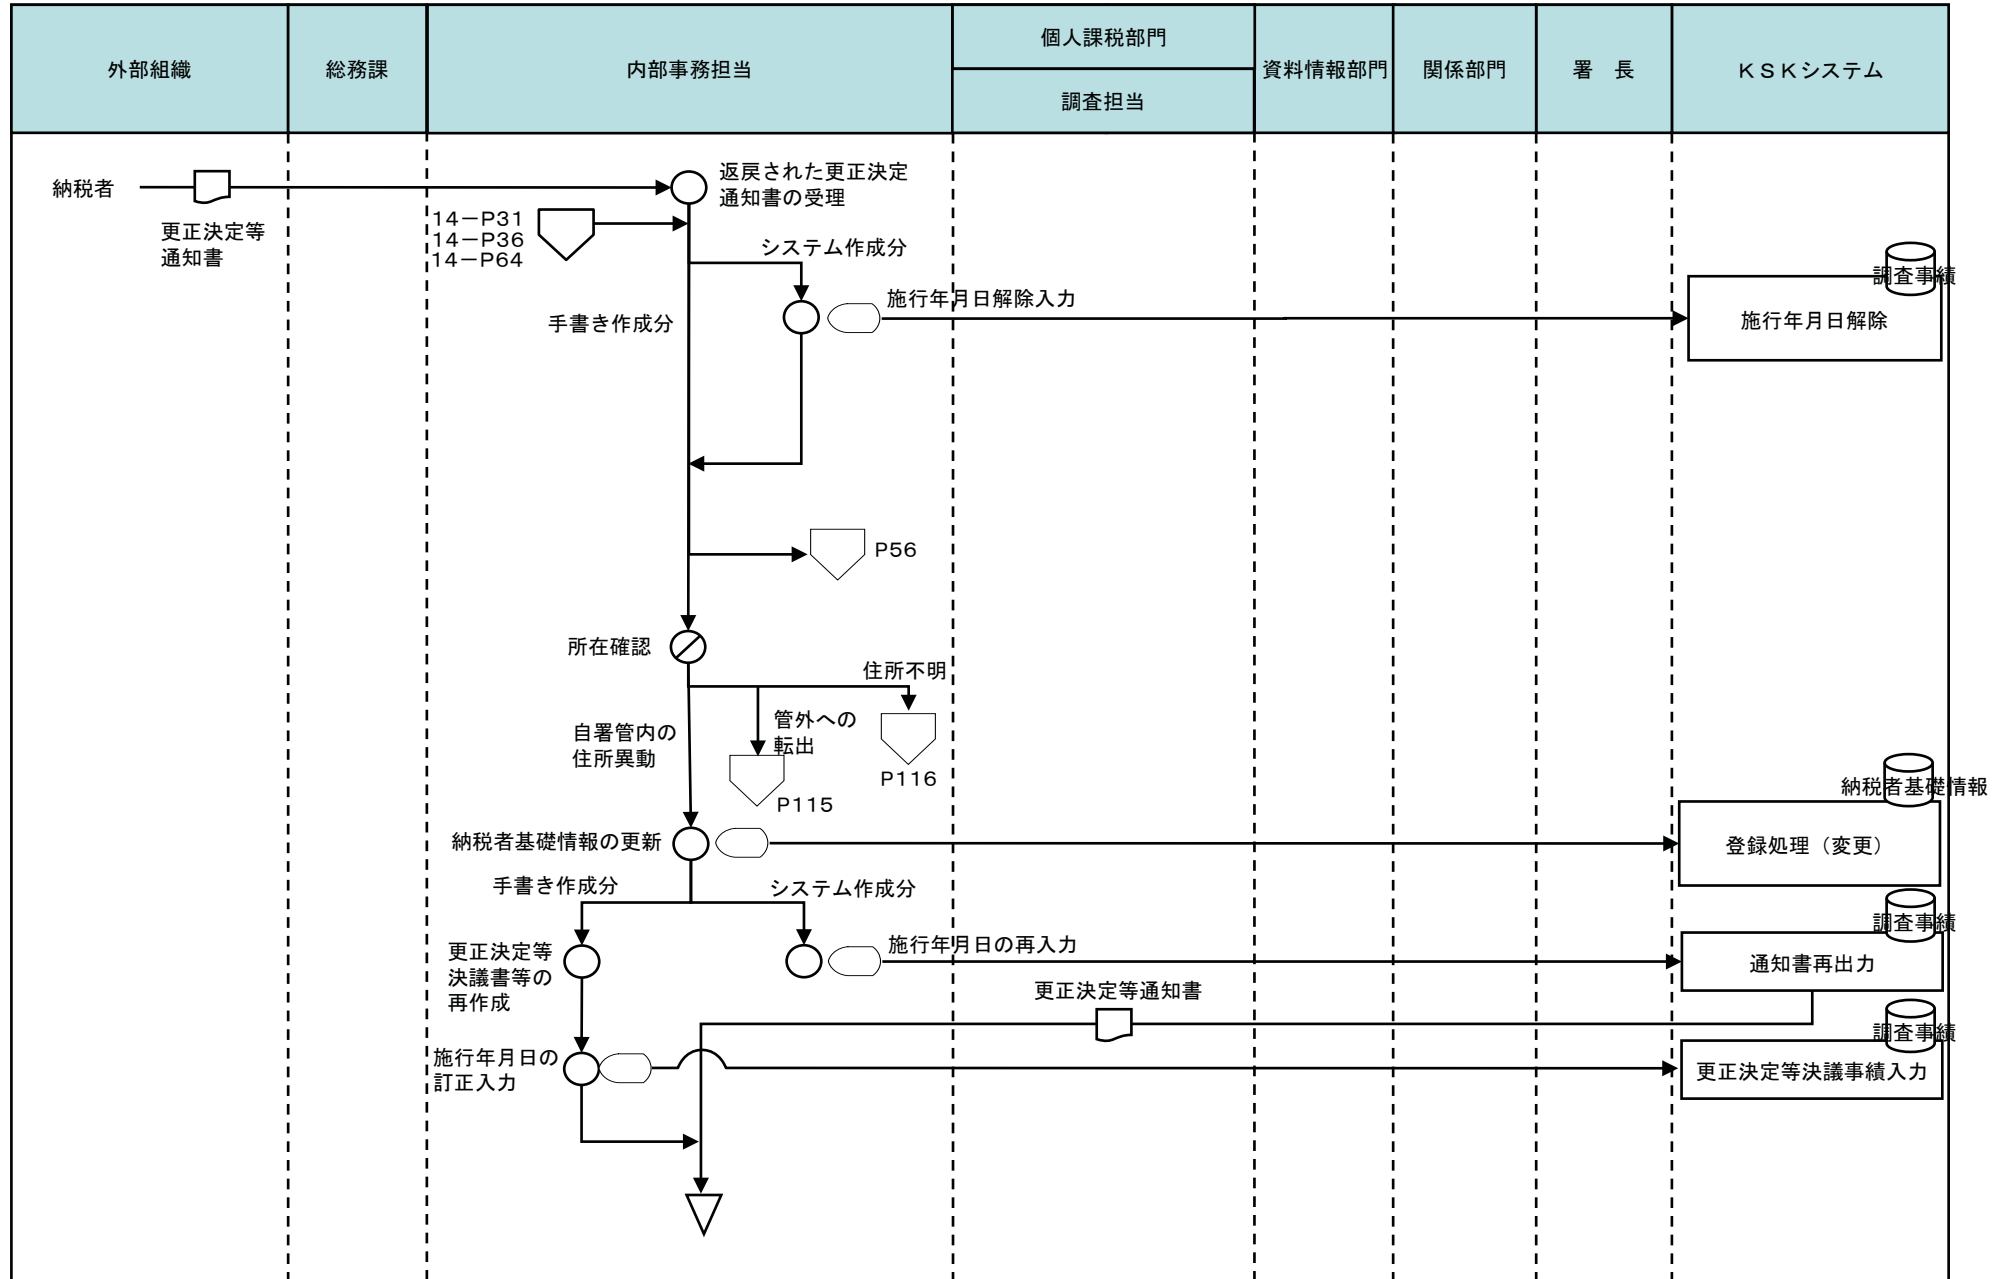 外部組織
総務課
内部事務担当
個人課税部門
調査担当
資料情報部門
関係部門
署　長
ＫＳＫシステム
納税者
更正決定等
通知書
返戻された更正決定
通知書の受理
14－P31
14－P36
14－P64
システム作成分
手書き作成分
施行年月日解除入力
調査事績
施行年月日解除
P56
所在確認
住所不明
自署管内の
住所異動
管外への
転出
P115
P116
納税者基礎情報
納税者基礎情報の更新
登録処理（変更）
手書き作成分
システム作成分
更正決定等
決議書等の
再作成
施行年月日の再入力
調査事績
通知書再出力
更正決定等通知書
施行年月日の
訂正入力
調査事績
更正決定等決議事績入力